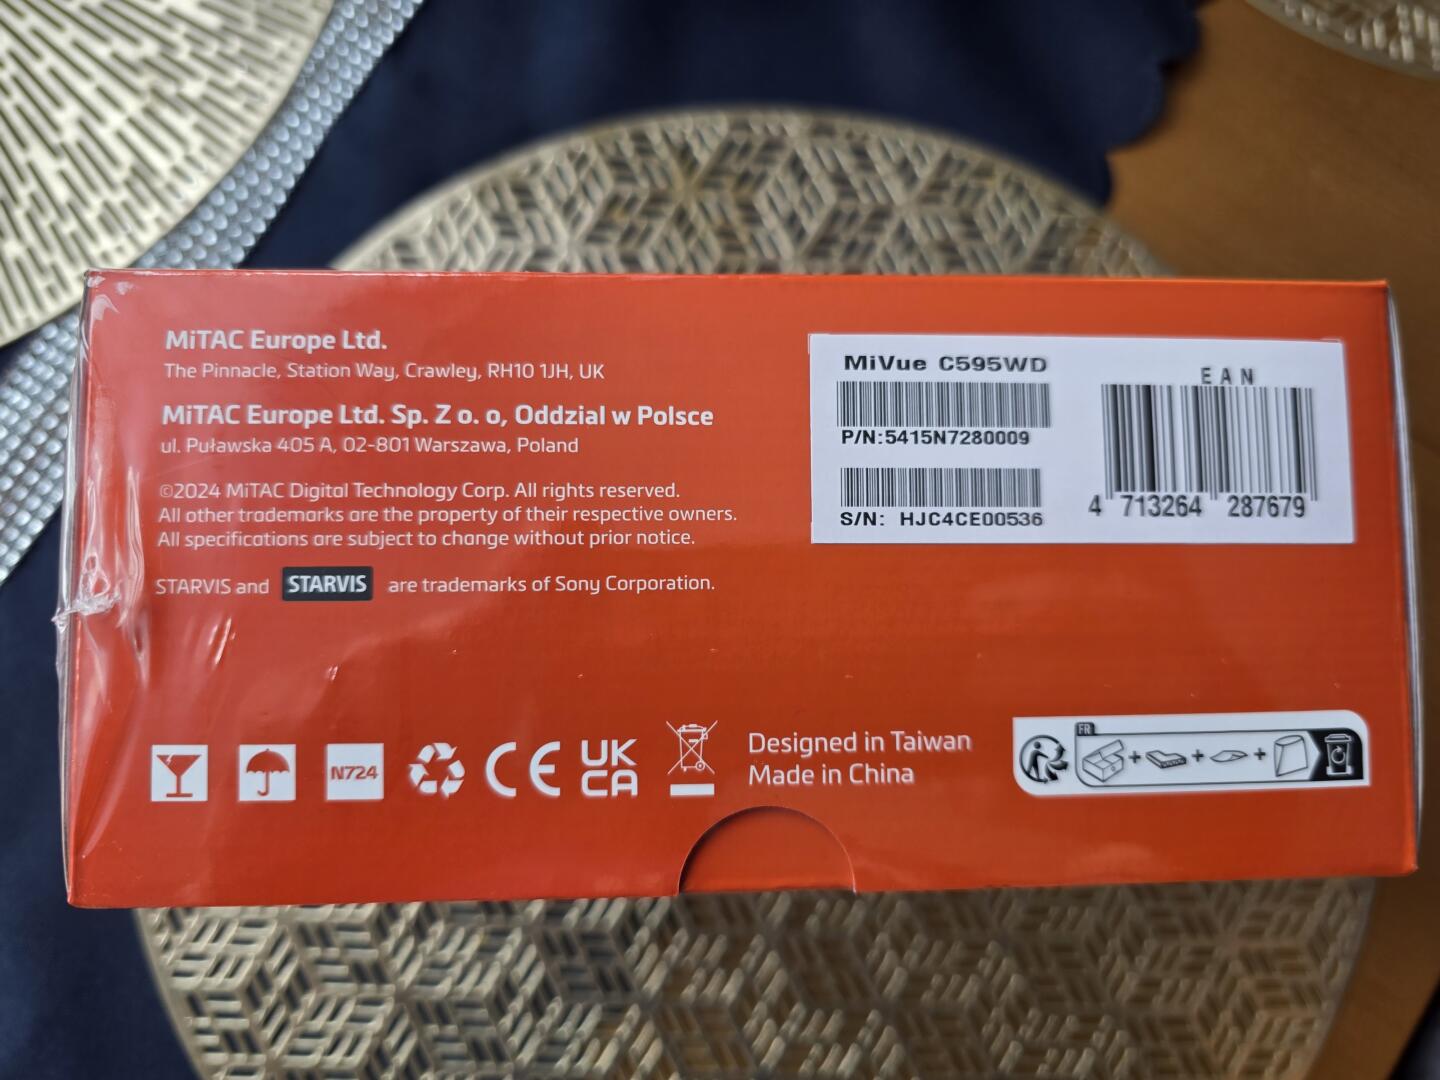 MiTAC Europe Ltd.
The Pinnacle, Station Way, Crawley, RH10 1JH, UK
MiTAC Europe Ltd. Sp. Z o. o, Oddzial w Polsce
ul. Puławska 405 A, 02-801 Warszawa, Poland
©2024 MiTAC Digital Technology Corp. All rights reserved.
All other trademarks are the property of their respective owners.
All specifications are subject to change without prior notice.
STARVIS and STARVIS are trademarks of Sony Corporation.
MiVue C595WD
P/N:5415N7280009
S/N: HJC4CE00536
EAN
4 713264 287679
N724
CE
UK
CA
Designed in Taiwan
Made in China
FR